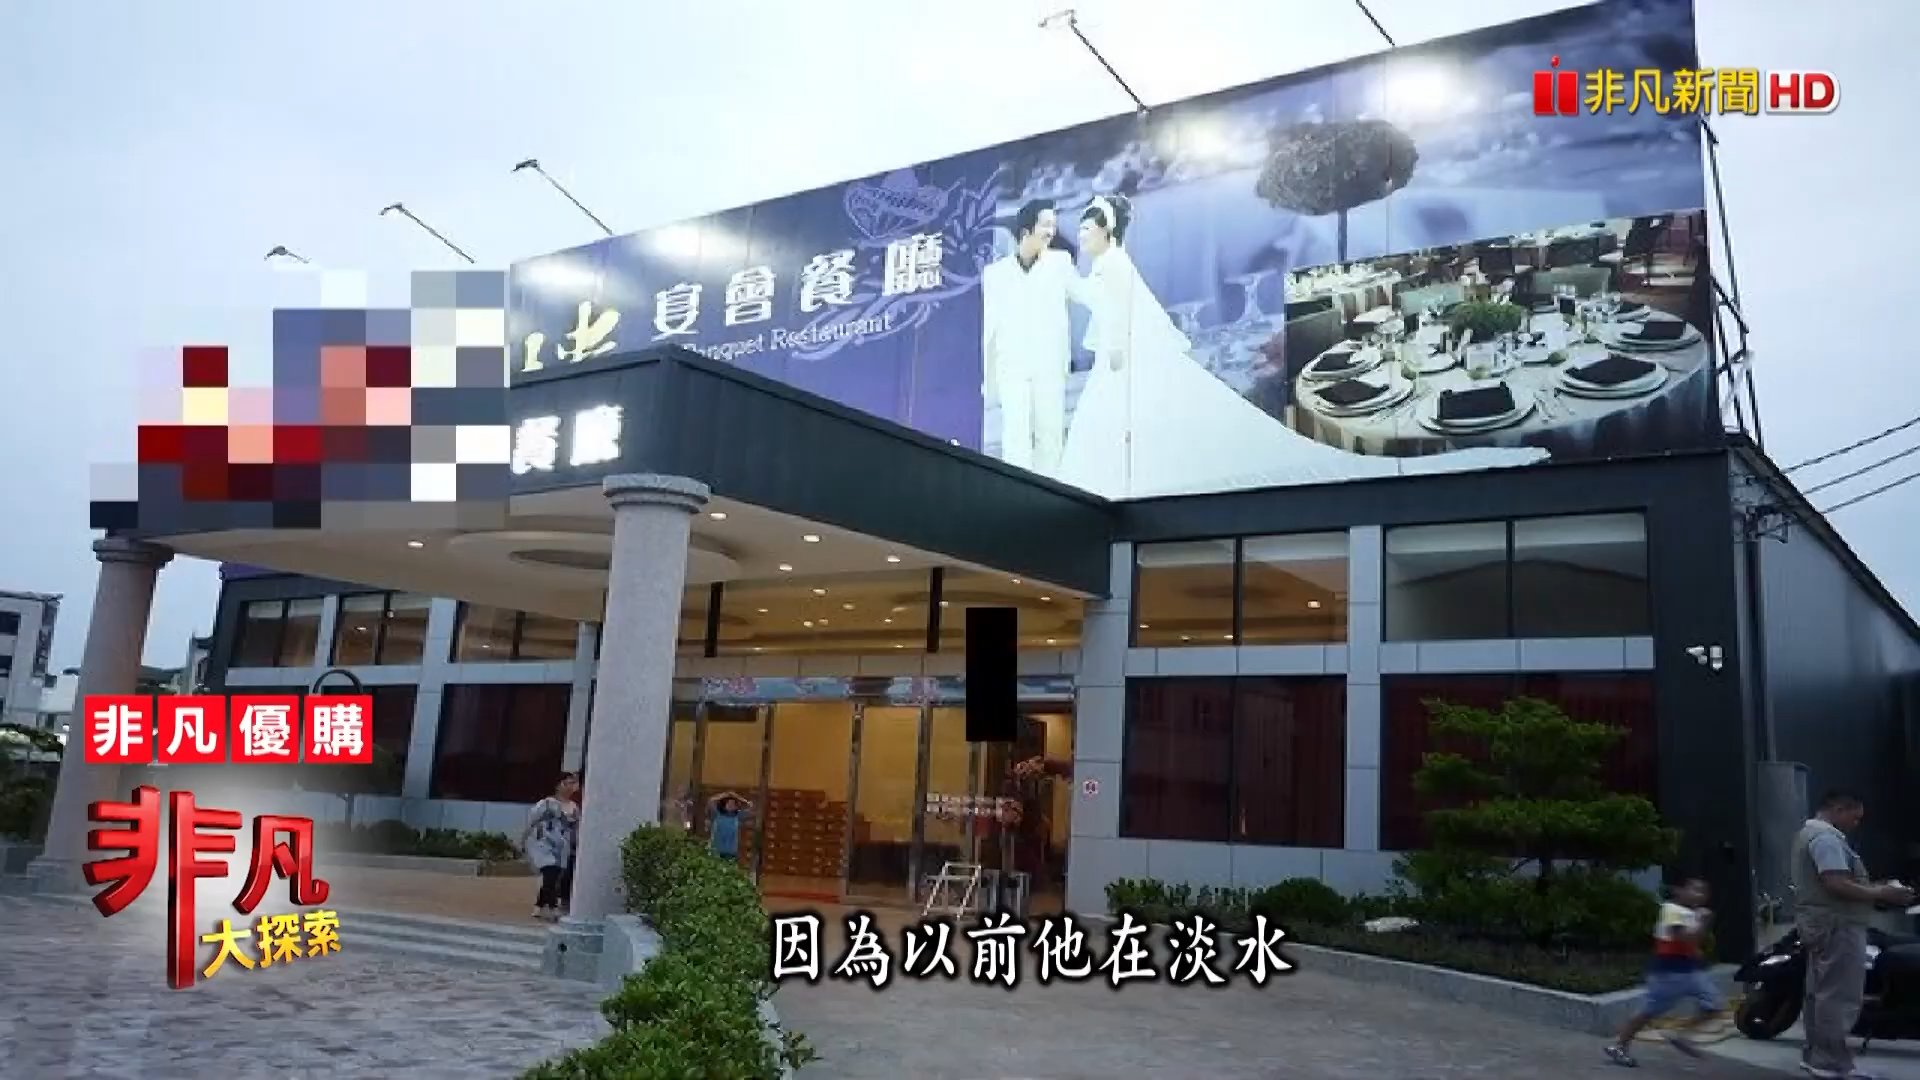 非凡新聞HD
宴會餐廳
Banquet Restaurant
餐廳
非凡優購
非凡
大探索
因為以前他在淡水